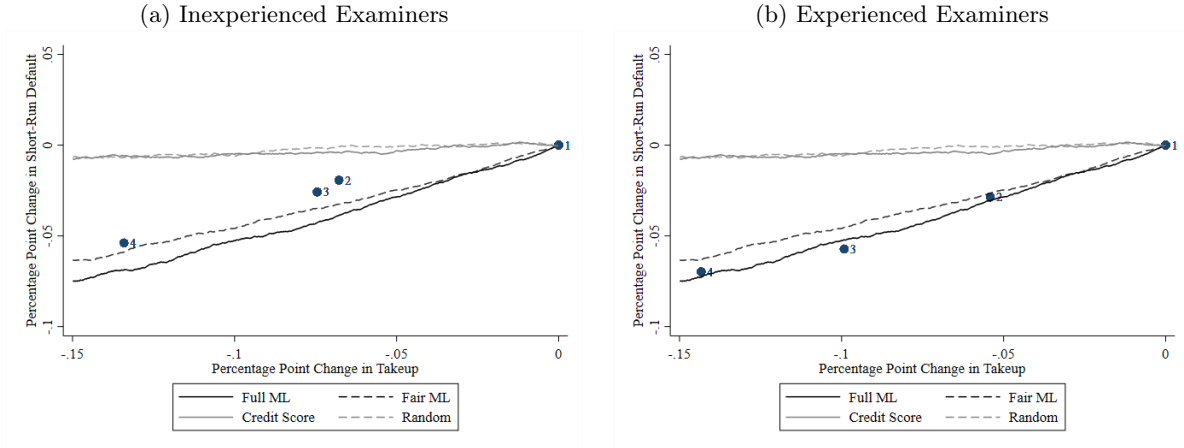 (a) Inexperienced Examiners
Percentage Point Change in Short-Run Default
.05
0
-.05
-.1
1
2
3
4
-.15
-.1
-.05
0
Percentage Point Change in Takeup
Full ML
Fair ML
Credit Score
Random
(b) Experienced Examiners
Percentage Point Change in Short-Run Default
.05
0
-.05
-.1
1
2
3
4
-.15
-.1
-.05
0
Percentage Point Change in Takeup
Full ML
Fair ML
Credit Score
Random